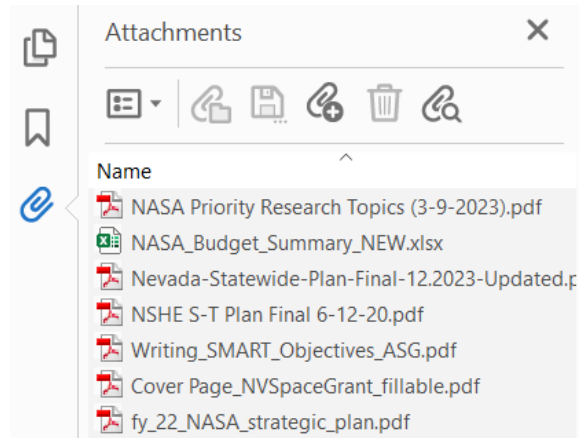 Attachments
Name
NASA Priority Research Topics (3-9-2023).pdf
NASA_Budget_Summary_NEW.xlsx
Nevada-Statewide-Plan-Final-12.2023-Updated.p
NSHE S-T Plan Final 6-12-20.pdf
Writing_SMART_Objectives_ASG.pdf
Cover Page_NVSpaceGrant_fillable.pdf
fy_22_NASA_strategic_plan.pdf